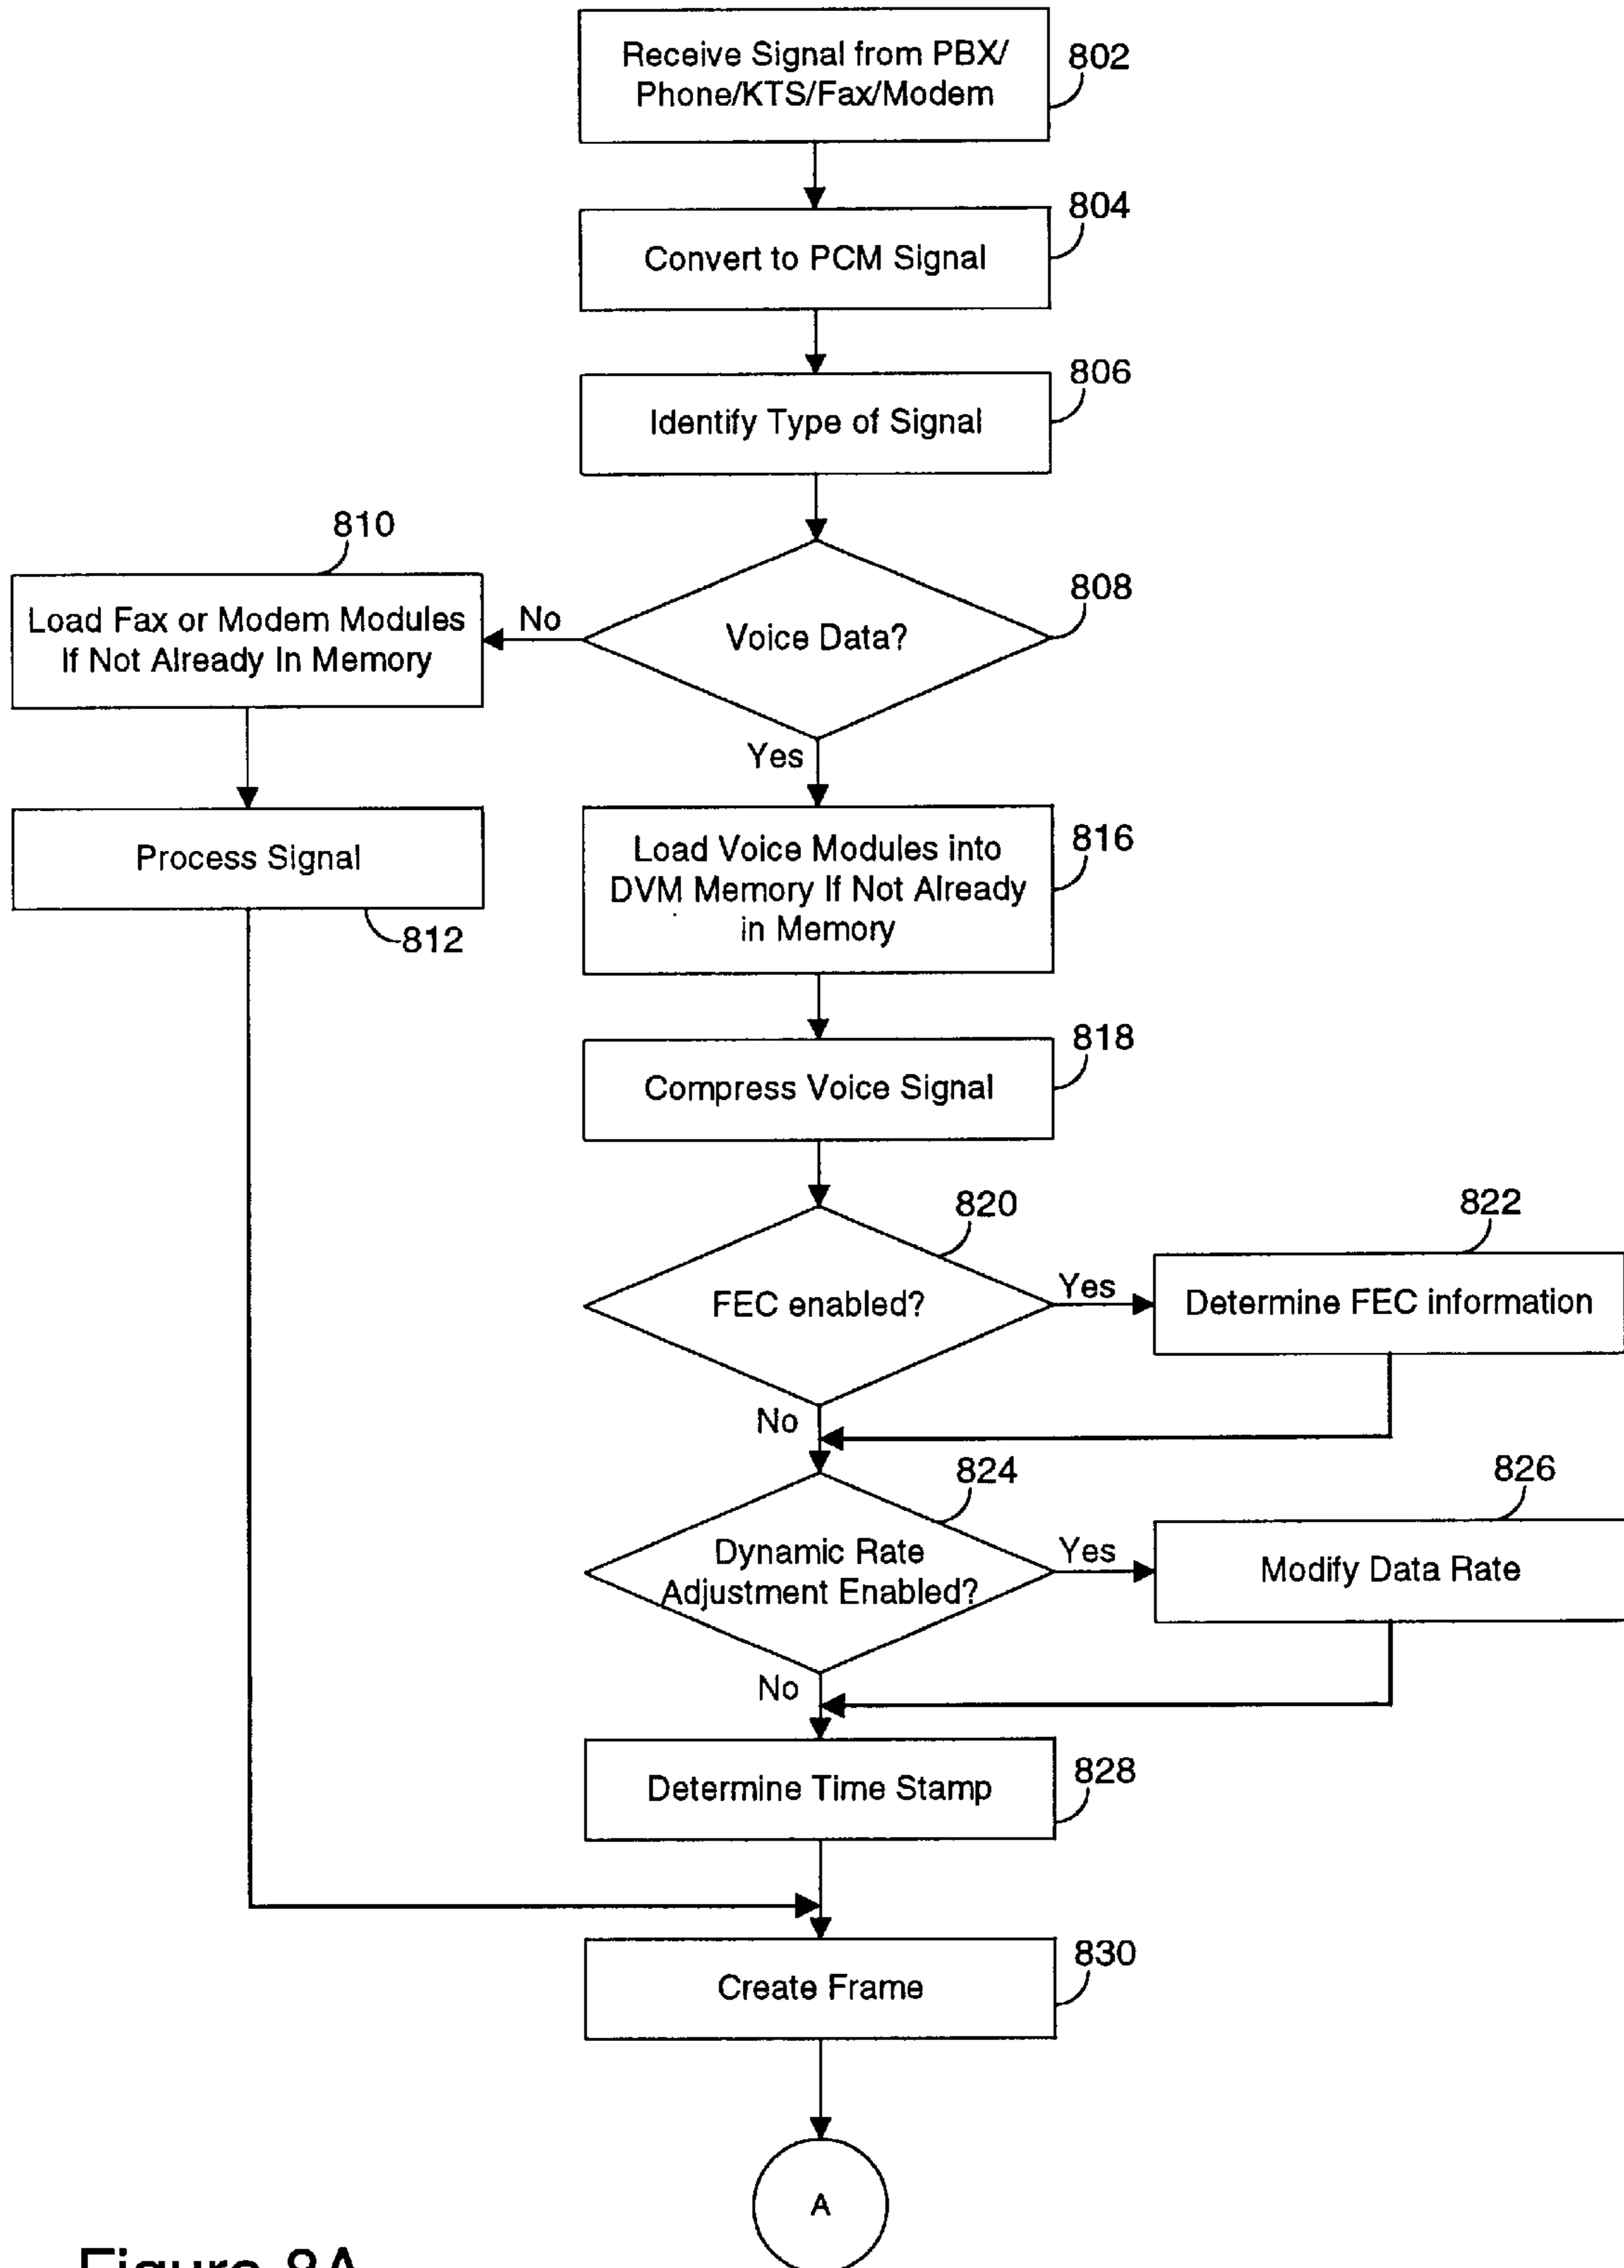 Receive Signal from PBX/
Phone/KTS/Fax/Modem
802
Convert to PCM Signal
804
Identify Type of Signal
806
Voice Data?
808
No
Yes
810
Load Fax or Modem Modules
If Not Already In Memory
Process Signal
812
Load Voice Modules into
DVM Memory If Not Already
in Memory
816
Compress Voice Signal
818
FEC enabled?
820
Yes
No
822
Determine FEC information
Dynamic Rate
Adjustment Enabled?
824
Yes
No
826
Modify Data Rate
Determine Time Stamp
828
Create Frame
830
A
Figure 8A